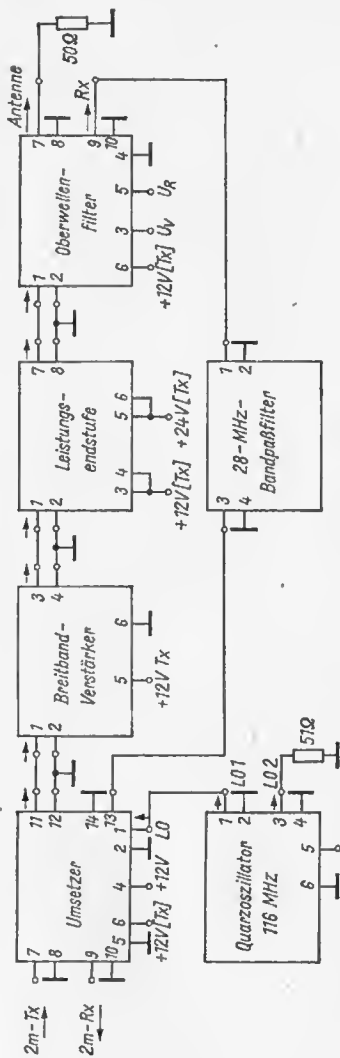 2m-Tx
7
8
2m-Rx
9
10
Umsetzer
11
12
14
13
5
6
4
2
1
+12V[Tx]
+12V
LO
1
2
Breitband-
Verstärker
3
4
5
6
+12V Tx
1
2
Leistungs-
endstufe
7
8
3
4
5
6
+12V[Tx]
+24V[Tx]
1
2
Oberwellen-
filter
7
8
9
10
6
3
5
4
+12V[Tx]
UV
UR
Antenne
50Ω
Rx
Quarzoszillator
116 MHz
1
2
3
4
6
5
LO1
LO2
51Ω
3
4
28-MHz-
Bandpaßfilter
1
2